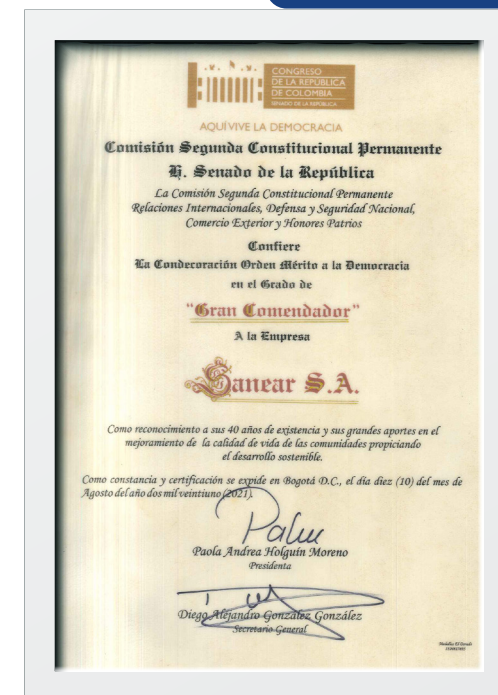 CONGRESO
DE LA REPÚBLICA
DE COLOMBIA
SENADO DE LA REPÚBLICA
AQUÍ VIVE LA DEMOCRACIA
Comisión Segunda Constitucional Permanente
H. Senado de la República
La Comisión Segunda Constitucional Permanente
Relaciones Internacionales, Defensa y Seguridad Nacional,
Comercio Exterior y Honores Patrios
Confiere
La Condecoración Orden Mérito a la Democracia
en el Grado de
"Gran Comendador"
A la Empresa
Sanear S.A.
Como reconocimiento a sus 40 años de existencia y sus grandes aportes en el
mejoramiento de la calidad de vida de las comunidades propiciando
el desarrollo sostenible.
Como constancia y certificación se expide en Bogotá D.C., el día diez (10) del mes de
Agosto del año dos mil veintiuno (2021).
Paola Andrea Holguín Moreno
Presidenta
Diego Alejandro González González
Secretario General